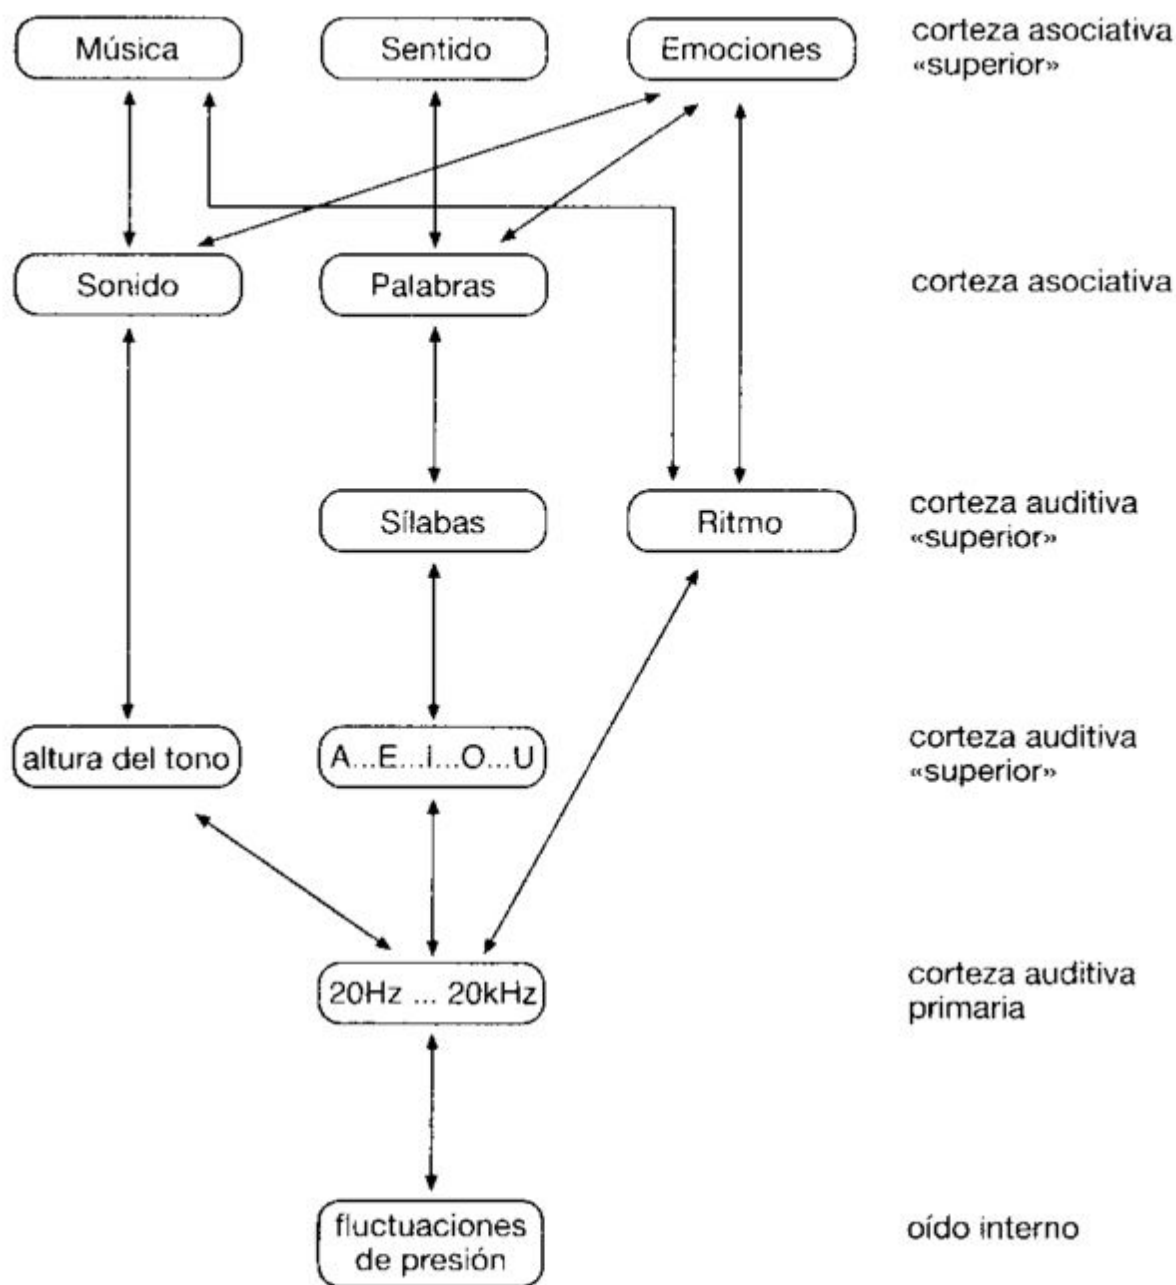 Música
Sentido
Emociones
corteza asociativa
«superior»
Sonido
Palabras
corteza asociativa
Sílabas
Ritmo
corteza auditiva
«superior»
altura del tono
A...E...i...O...U
corteza auditiva
«superior»
20Hz ... 20kHz
corteza auditiva
primaria
fluctuaciones
de presión
oído interno